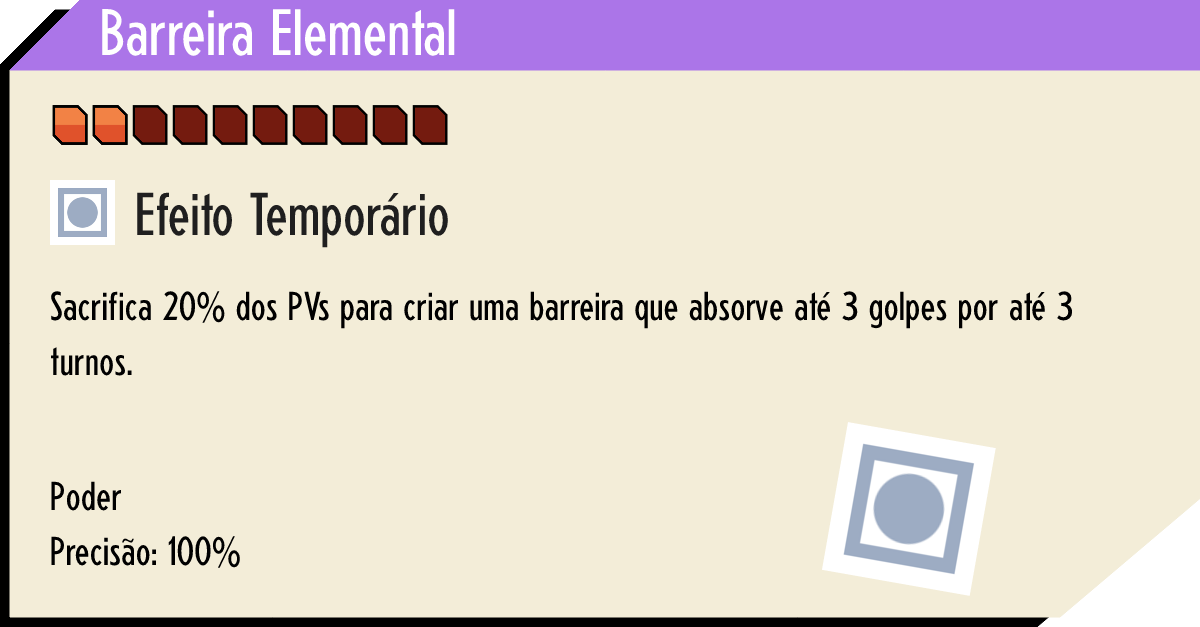 Barreira Elemental
Efeito Temporário
Sacrifica 20% dos PVs para criar uma barreira que absorve até 3 golpes por até 3
turnos.
Poder
Precisão: 100%